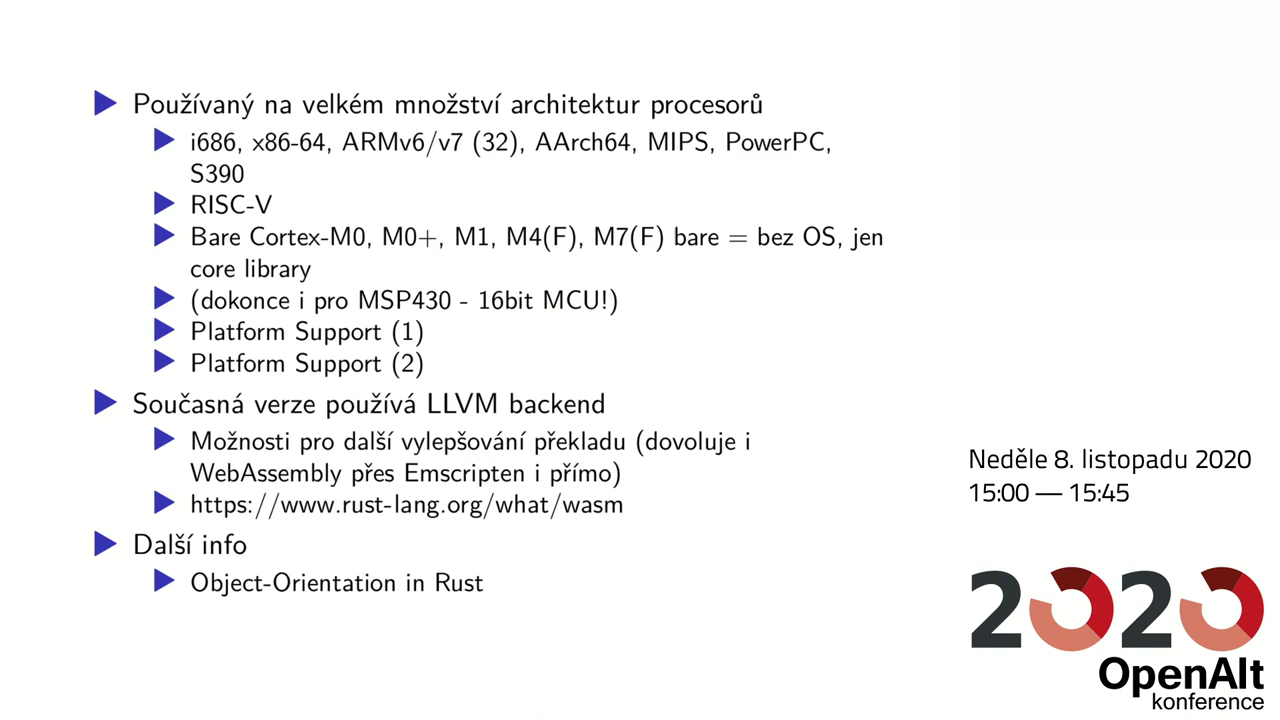 Používaný na velkém množství architektur procesorů
i686, x86-64, ARMv6/v7 (32), AArch64, MIPS, PowerPC,
S390
RISC-V
Bare Cortex-M0, M0+, M1, M4(F), M7(F) bare = bez OS, jen
core library
(dokonce i pro MSP430 - 16bit MCU!)
Platform Support (1)
Platform Support (2)
Současná verze používá LLVM backend
Možnosti pro další vylepšování překladu (dovoluje i
WebAssembly přes Emscripten i přímo)
https://www.rust-lang.org/what/wasm
Další info
Object-Orientation in Rust
Neděle 8. listopadu 2020
15:00 — 15:45
2020
OpenAlt
konference